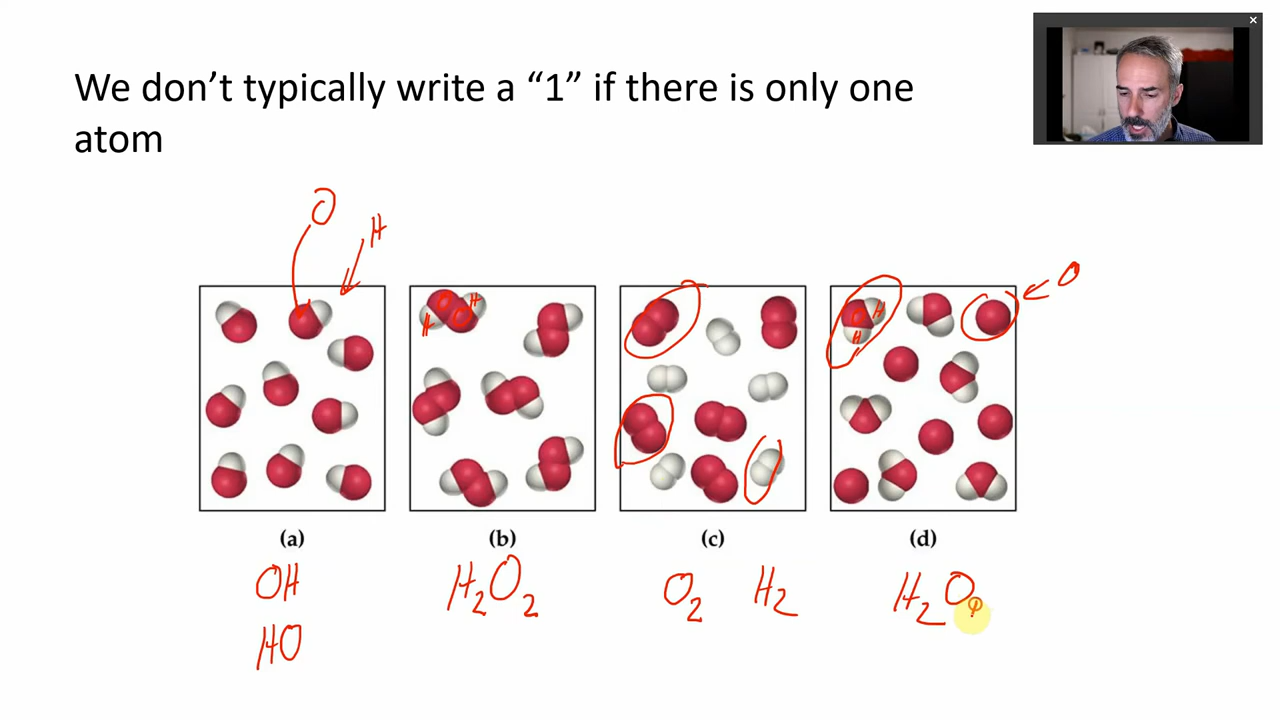 We don’t typically write a “1” if there is only one
atom
O
H
O
H
O
O
H
O
H
H
(a)
(b)
(c)
(d)
OH
H₂O₂
O₂
H₂
H₂O
HO